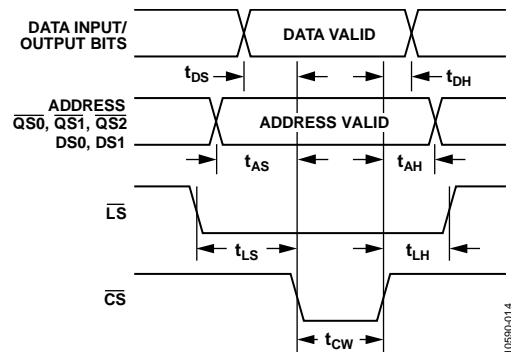 DATA INPUT/
OUTPUT BITS
DATA VALID
tDS
tDH
ADDRESS
QS0, QS1, QS2
DS0, DS1
ADDRESS VALID
tAS
tAH
LS
tLS
tLH
CS
tCW
10590-014